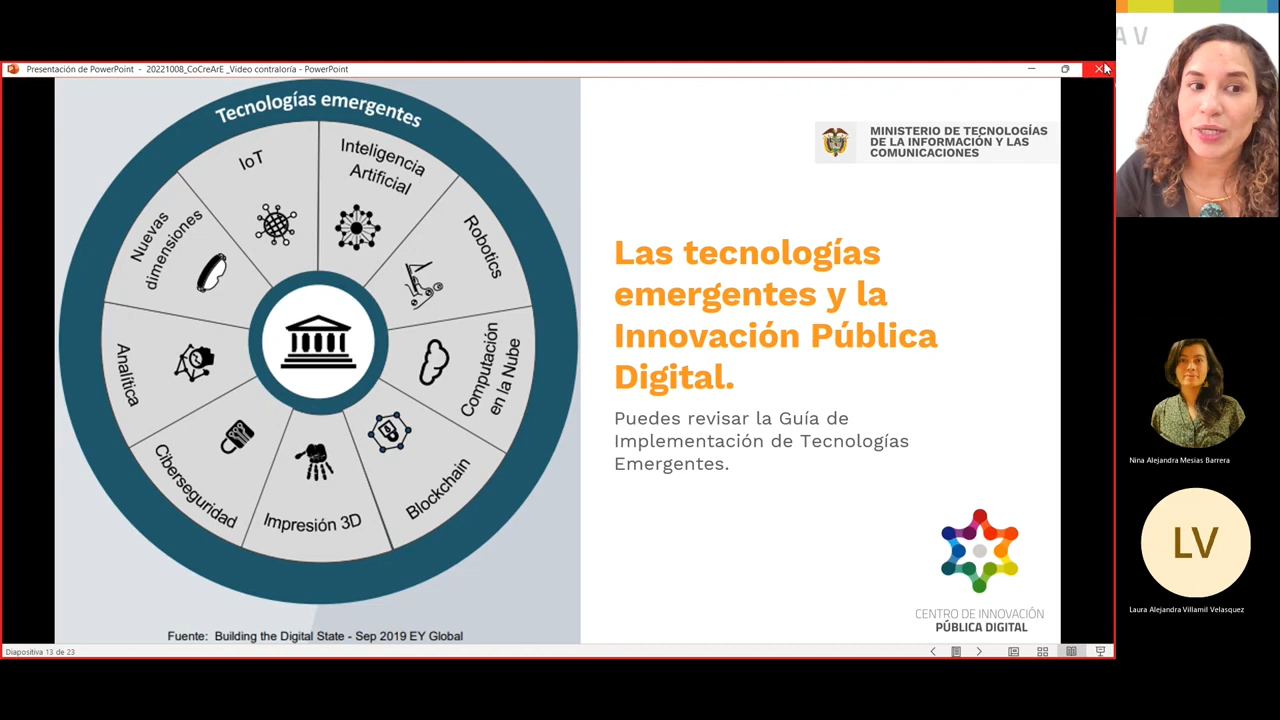 Presentación de PowerPoint - 20221008_CoCreArE _Video contraloría - PowerPoint
Tecnologías emergentes
IoT
Inteligencia
Artificial
Robotics
Computación
en la Nube
Blockchain
Impresión 3D
Ciberseguridad
Analítica
Nuevas
dimensiones
Fuente: Building the Digital State - Sep 2019 EY Global
MINISTERIO DE TECNOLOGÍAS
DE LA INFORMACIÓN Y LAS
COMUNICACIONES
Las tecnologías
emergentes y la
Innovación Pública
Digital.
Puedes revisar la Guía de
Implementación de Tecnologías
Emergentes.
CENTRO DE INNOVACIÓN
PÚBLICA DIGITAL
Diapositiva 13 de 23
A V
Nina Alejandra Mesias Barrera
LV
Laura Alejandra Villamil Velasquez